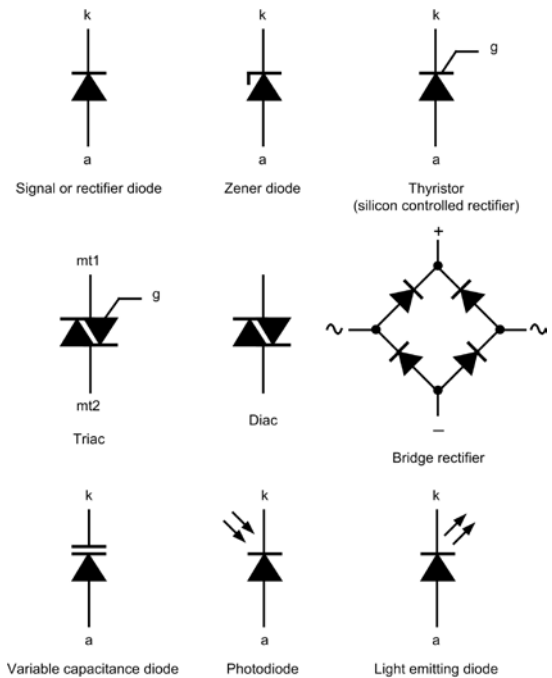 k k k
g
a a a
Signal or rectifier diode Zener diode Thyristor
(silicon controlled rectifier)
+
mt1
g
~ ~
mt2
Diac
–
Triac
Bridge rectifier
k k k
a a a
Variable capacitance diode Photodiode Light emitting diode